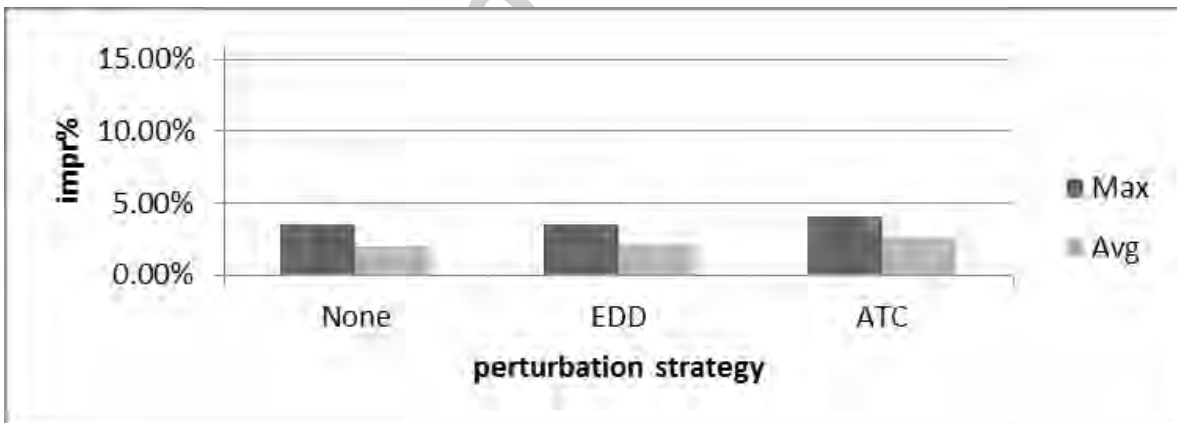 15.00%
10.00%
5.00%
0.00%
impr%
None EDD ATC
perturbation strategy
Max
Avg